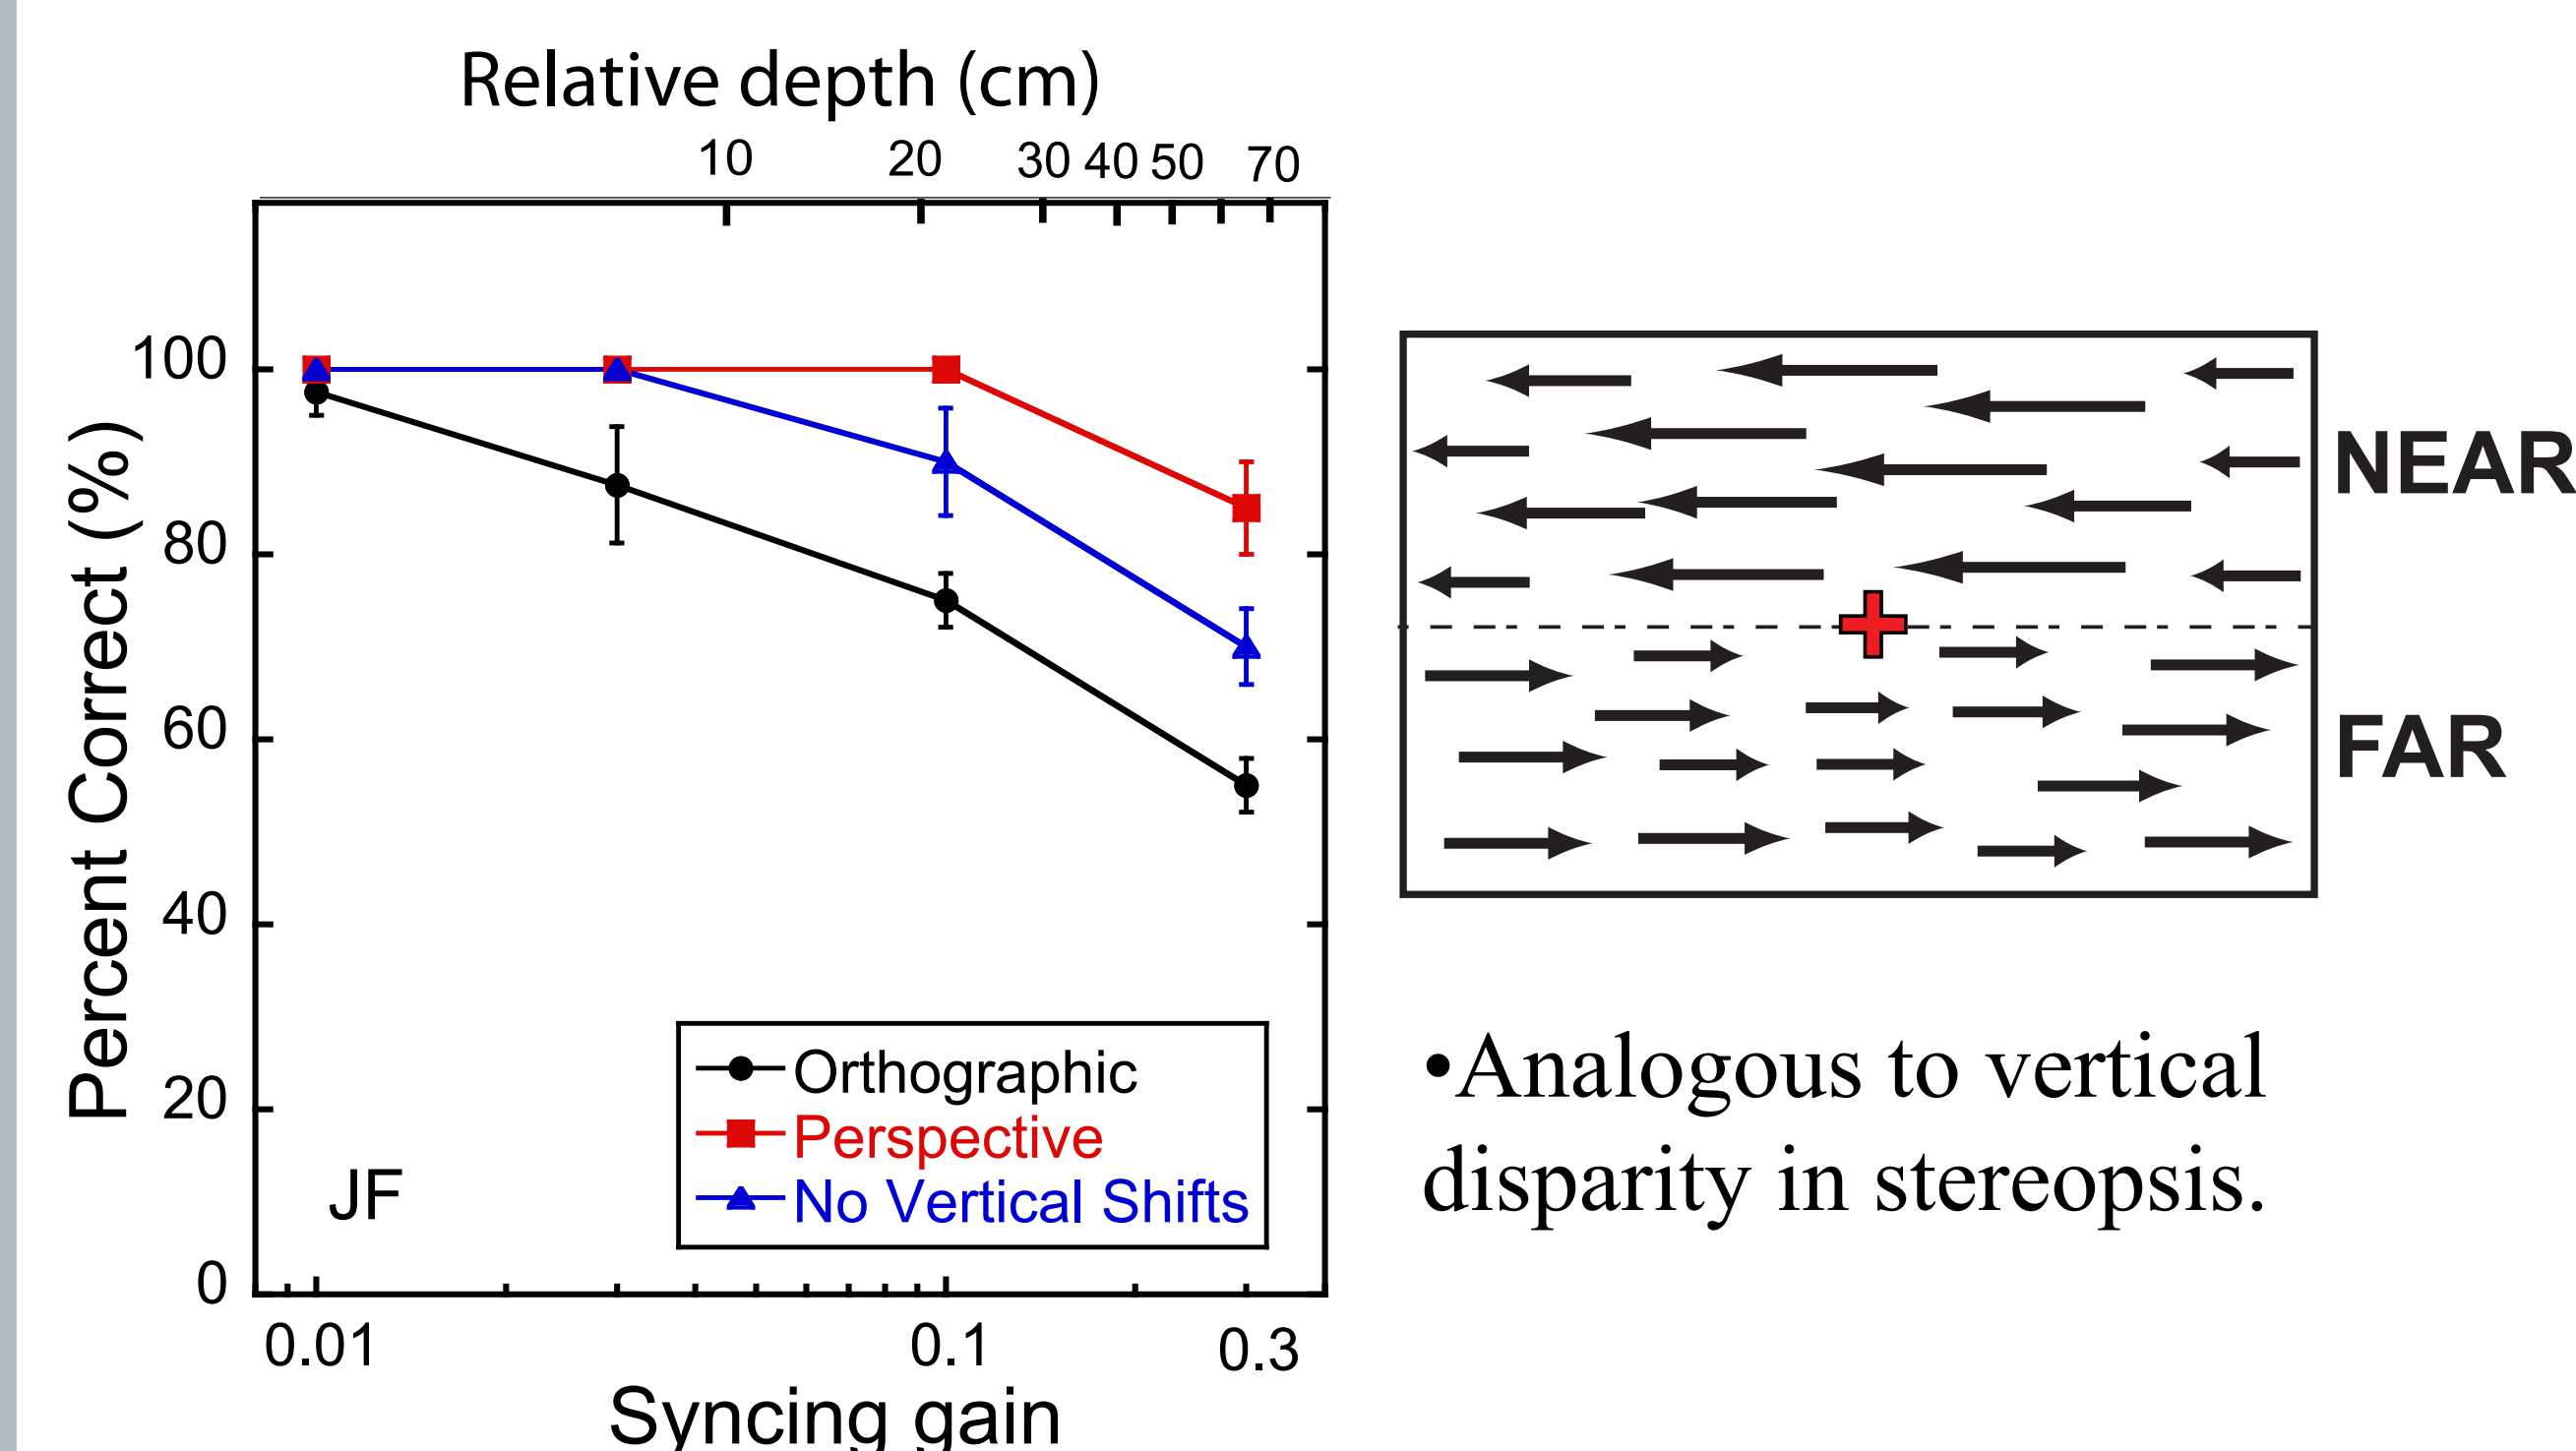 Relative depth (cm)
10 20 30 40 50 70
Percent Correct (%)
100
80
60
40
20
0
Orthographic
Perspective
No Vertical Shifts
JF
0.01 0.1 0.3
Syncing gain
NEAR
FAR
•Analogous to vertical
disparity in stereopsis.